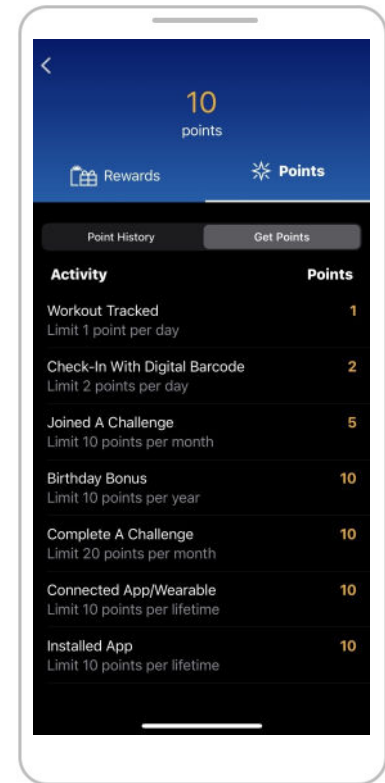 10
points
Rewards
Points
Point History
Get Points
Activity Points
Workout Tracked 1
Limit 1 point per day
Check-In With Digital Barcode 2
Limit 2 points per day
Joined A Challenge 5
Limit 10 points per month
Birthday Bonus 10
Limit 10 points per year
Complete A Challenge 10
Limit 20 points per month
Connected App/Wearable 10
Limit 10 points per lifetime
Installed App 10
Limit 10 points per lifetime